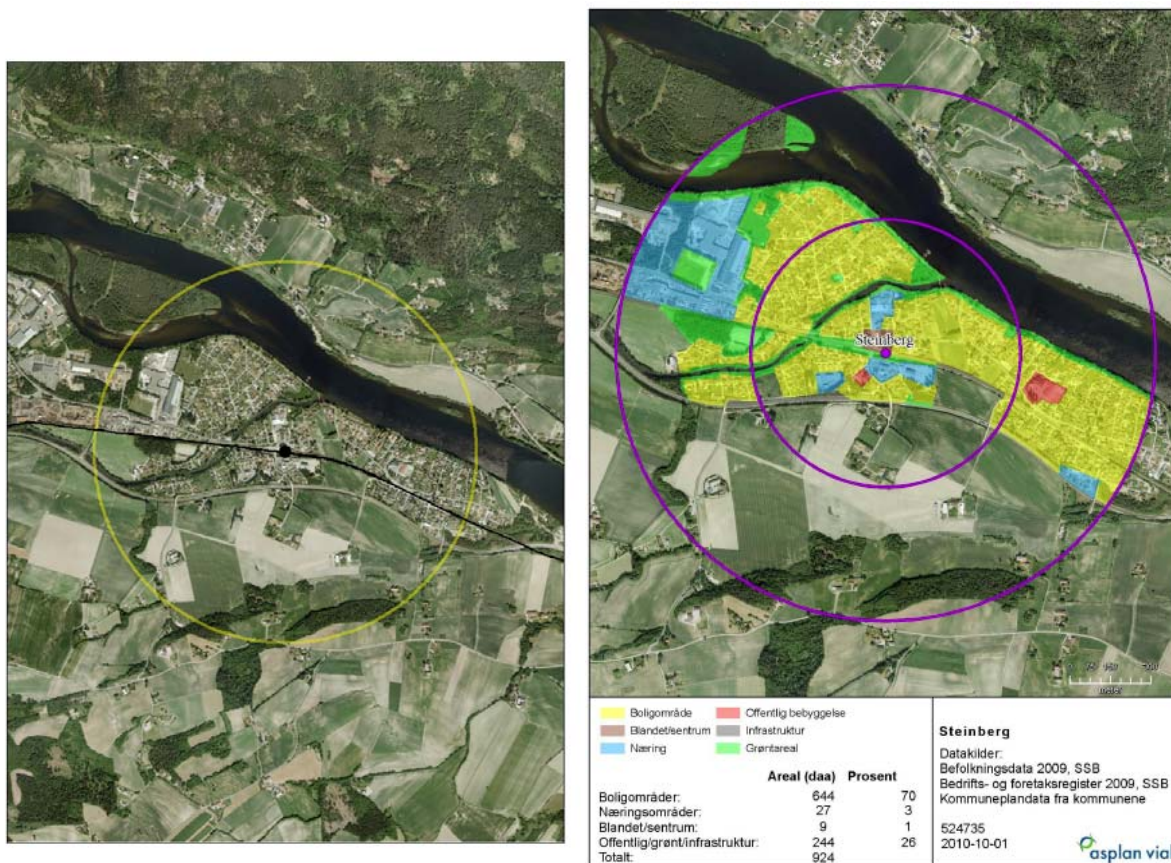 Steinberg
meter
Boligområde
Offentlig bebyggelse
Blandet/sentrum
Infrastruktur
Næring
Grøntareal
Areal (daa) Prosent
Boligområder: 644 70
Næringsområder: 27 3
Blandet/sentrum: 9 1
Offentlig/grønt/infrastruktur: 244 26
Totalt: 924
Steinberg
Datakilder:
Befolkningsdata 2009, SSB
Bedrifts- og foretaksregister 2009, SSB
Kommuneplandata fra kommunene
524735
2010-10-01